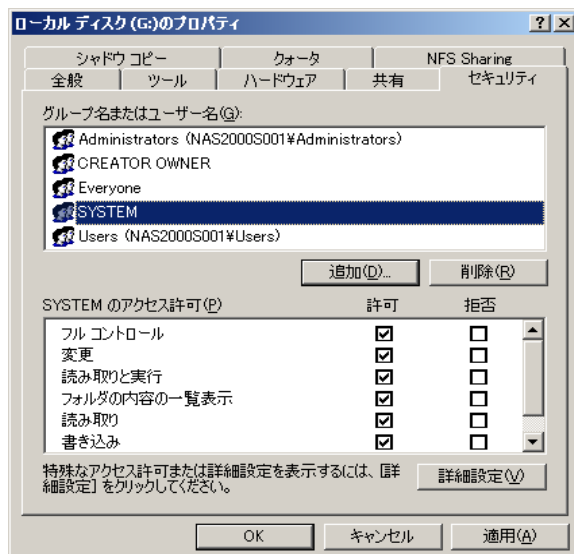 ローカル ディスク (G:)のプロパティ
シャドウ コピー クォータ NFS Sharing
全般 ツール ハードウェア 共有 セキュリティ
グループ名またはユーザー名(G):
Administrators (NAS2000S001¥Administrators)
CREATOR OWNER
Everyone
SYSTEM
Users (NAS2000S001¥Users)
追加(D)... 削除(R)
SYSTEM のアクセス許可(P) 許可 拒否
フル コントロール
変更
読み取りと実行
フォルダの内容の一覧表示
読み取り
書き込み
特殊なアクセス許可または詳細設定を表示するには、[詳
細設定] をクリックしてください。
詳細設定(V)
OK キャンセル 適用(A)